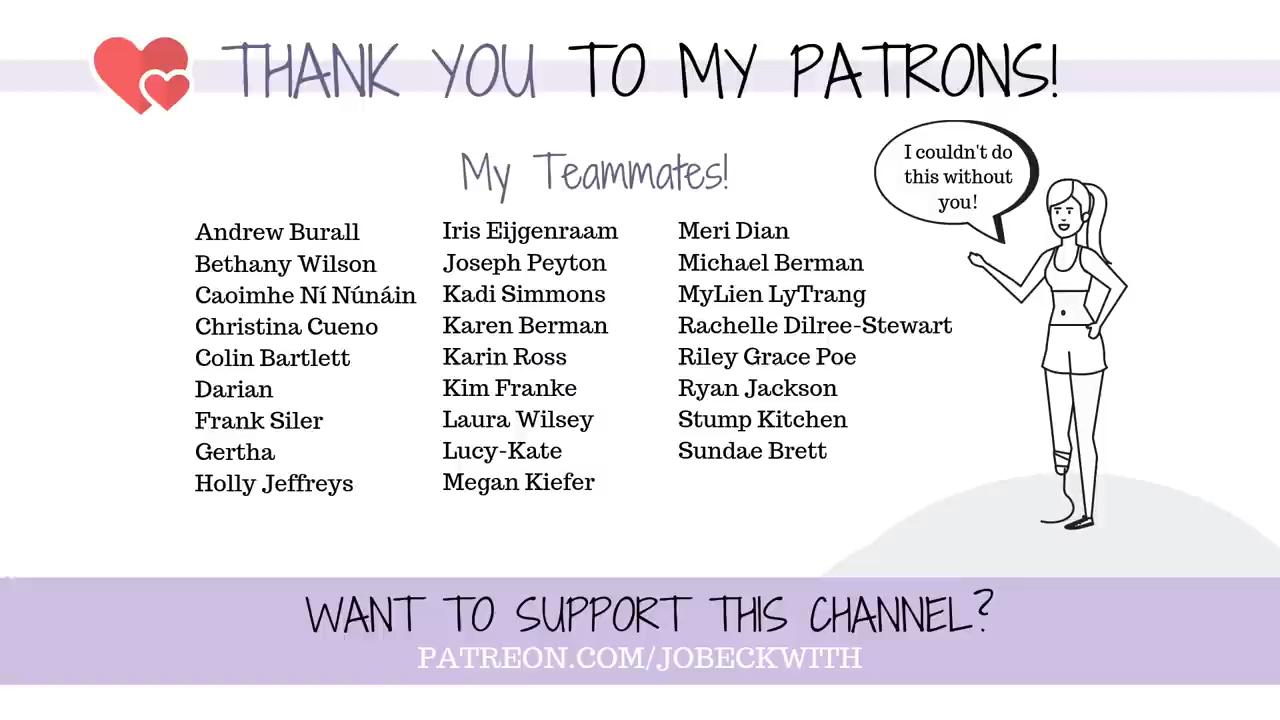 THANK YOU TO MY PATRONS!
My Teammates!
I couldn't do
this without
you!
Andrew Burall
Bethany Wilson
Caoimhe Ní Núnáin
Christina Cueno
Colin Bartlett
Darian
Frank Siler
Gertha
Holly Jeffreys
Iris Eijgenraam
Joseph Peyton
Kadi Simmons
Karen Berman
Karin Ross
Kim Franke
Laura Wilsey
Lucy-Kate
Megan Kiefer
Meri Dian
Michael Berman
MyLien LyTrang
Rachelle Dilree-Stewart
Riley Grace Poe
Ryan Jackson
Stump Kitchen
Sundae Brett
WANT TO SUPPORT THIS CHANNEL?
PATREON.COM/JOBECKWITH